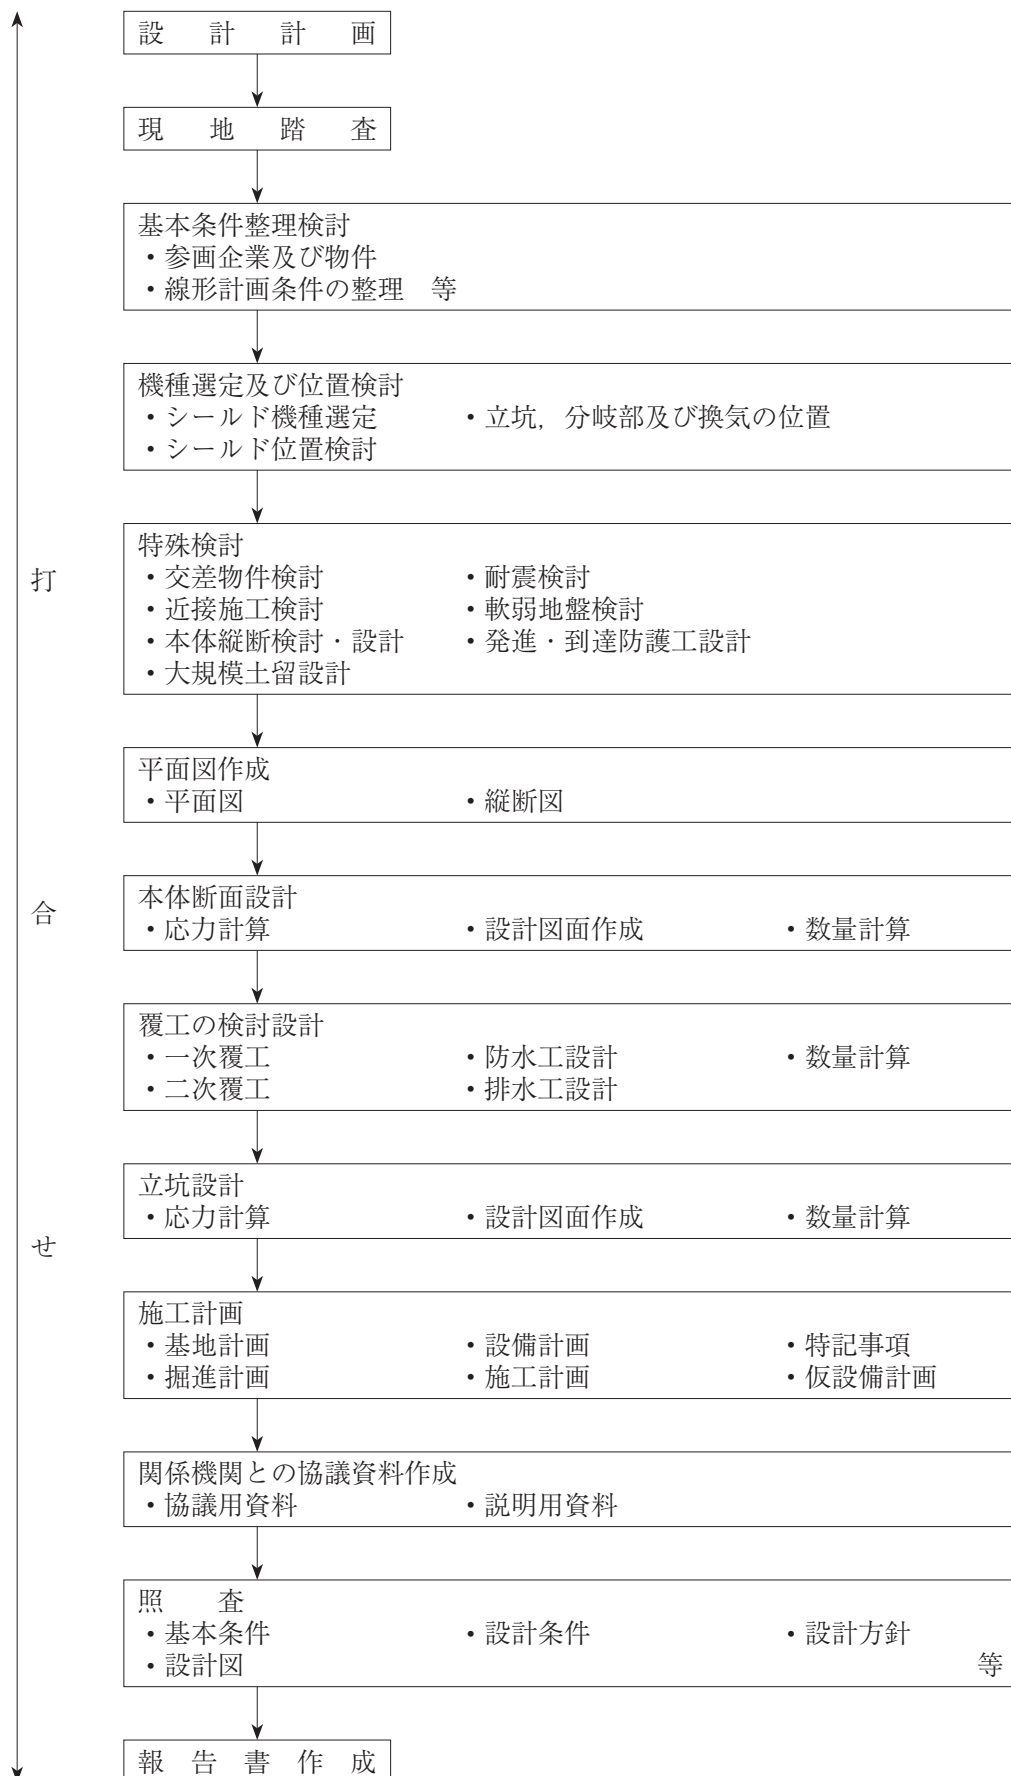 設計計画
現地踏査
基本条件整理検討
・参画企業及び物件
・線形計画条件の整理　等
機種選定及び位置検討
・シールド機種選定　・立坑，分岐部及び換気の位置
・シールド位置検討
特殊検討
・交差物件検討　・耐震検討
・近接施工検討　・軟弱地盤検討
・本体縦断検討・設計　・発進・到達防護工設計
・大規模土留設計
平面図作成
・平面図　・縦断図
本体断面設計
・応力計算　・設計図面作成　・数量計算
覆工の検討設計
・一次覆工　・防水工設計　・数量計算
・二次覆工　・排水工設計
立坑設計
・応力計算　・設計図面作成　・数量計算
施工計画
・基地計画　・設備計画　・特記事項
・掘進計画　・施工計画　・仮設備計画
関係機関との協議資料作成
・協議用資料　・説明用資料
照　査
・基本条件　・設計条件　・設計方針
・設計図　等
報告書作成
打合せ